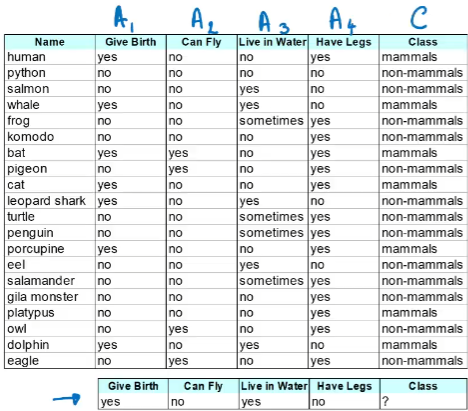 A1 A2 A3 A4 C
Name Give Birth Can Fly Live in Water Have Legs Class
human yes no no yes mammals
python no no no no non-mammals
salmon no no yes no non-mammals
whale yes no yes no mammals
frog no no sometimes yes non-mammals
komodo no no no yes non-mammals
bat yes yes no yes mammals
pigeon no yes no yes non-mammals
cat yes no no yes mammals
leopard shark yes no yes no non-mammals
turtle no no sometimes yes non-mammals
penguin no no sometimes yes non-mammals
porcupine yes no no yes mammals
eel no no yes no non-mammals
salamander no no sometimes yes non-mammals
gila monster no no no yes non-mammals
platypus no no no yes mammals
owl no yes no yes non-mammals
dolphin yes no yes no mammals
eagle no yes no yes non-mammals
Give Birth Can Fly Live in Water Have Legs Class
yes no yes no ?